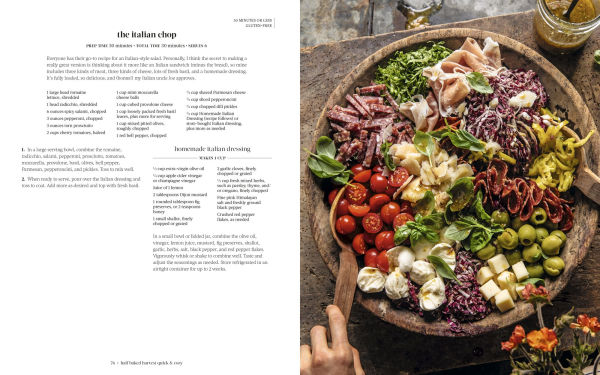 30 MINUTES OR LESS
GLUTEN-FREE
the italian chop
PREP TIME 30 minutes • TOTAL TIME 30 minutes • SERVES 6
Everyone has their go-to recipe for an Italian-style salad. Personally, I think the secret to making a
really great version is thinking about it more like an Italian sandwich (minus the bread), so mine
includes three kinds of meat, three kinds of cheese, lots of fresh basil, and a homemade dressing.
It's fully loaded, so delicious, and (bonus!) my Italian uncle Joe approves.
1 large head romaine
lettuce, shredded
1 head radicchio, shredded
6 ounces spicy salami, chopped
3 ounces pepperoni, chopped
3 ounces torn prosciutto
2 cups cherry tomatoes, halved
1 cup mini mozzarella
cheese balls
1 cup cubed provolone cheese
1 cup loosely packed fresh basil
leaves, plus more for serving
1 cup mixed pitted olives,
roughly chopped
1 red bell pepper, chopped
cup shaved Parmesan cheese
cup sliced pepperoncini
cup chopped dill pickles
cup Homemade Italian
Dressing (recipe follows) or
store-bought Italian dressing,
plus more as needed
1. In a large serving bowl, combine the romaine,
radicchio, salami, pepperoni, prosciutto, tomatoes,
mozzarella, provolone, basil, olives, bell pepper,
Parmesan, pepperoncini, and pickles. Toss to mix well.
2. When ready to serve, pour over the Italian dressing and
toss to coat. Add more as desired and top with fresh basil.
homemade italian dressing
MAKES 1 CUP
cup extra-virgin olive oil
cup apple cider vinegar
or champagne vinegar
Juice of 1 lemon
2 tablespoons Dijon mustard
1 rounded tablespoon fig
preserves, or 2 teaspoons
honey
1 small shallot, finely
chopped or grated
2 garlic cloves, finely
chopped or grated
cup fresh mixed herbs,
such as parsley, thyme, and/
or oregano, finely chopped
Fine pink Himalayan
salt and freshly ground
black pepper
Crushed red pepper
flakes, as needed
In a small bowl or lidded jar, combine the olive oil,
vinegar, lemon juice, mustard, fig preserves, shallot,
garlic, herbs, salt, black pepper, and red pepper flakes.
Vigorously whisk or shake to combine well. Taste and
adjust the seasonings as needed. Store refrigerated in an
airtight container for up to 2 weeks.
76 • half baked harvest quick & cozy